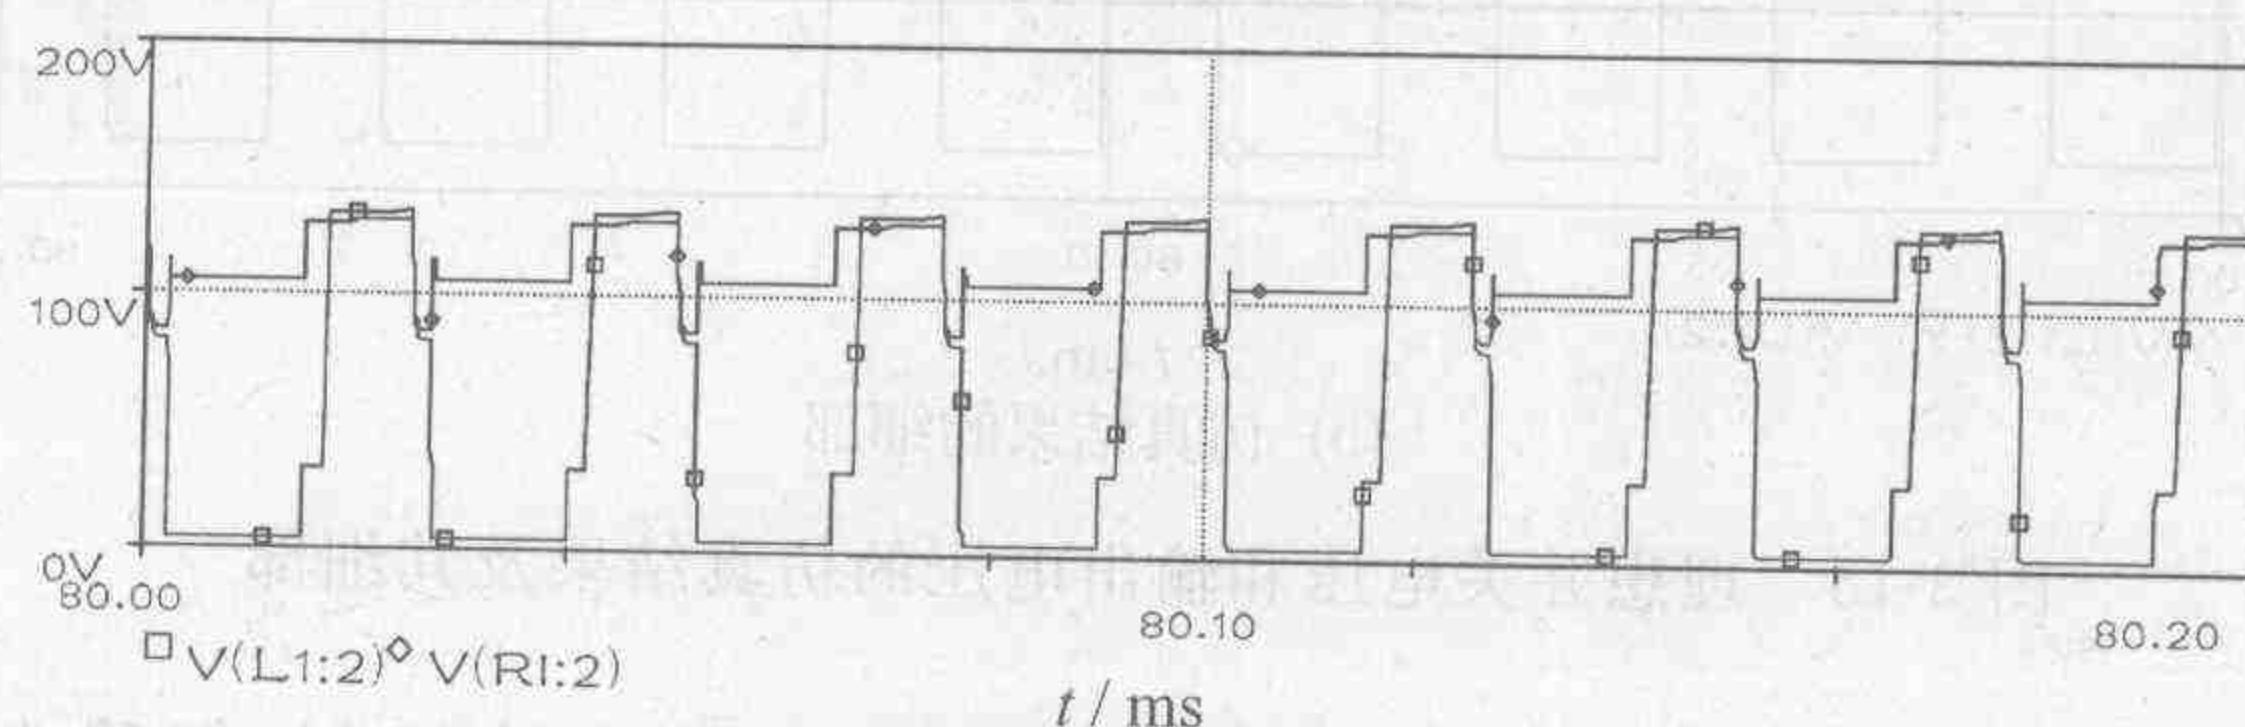 200V
100V
0V
80.00
80.10
80.20
□ V(L1:2) ◇ V(RI:2)
t / ms